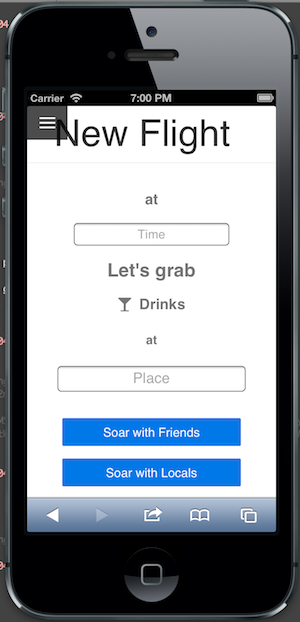 Carrier 7:00 PM
New Flight
at
Time
Let's grab
Drinks
at
Place
Soar with Friends
Soar with Locals